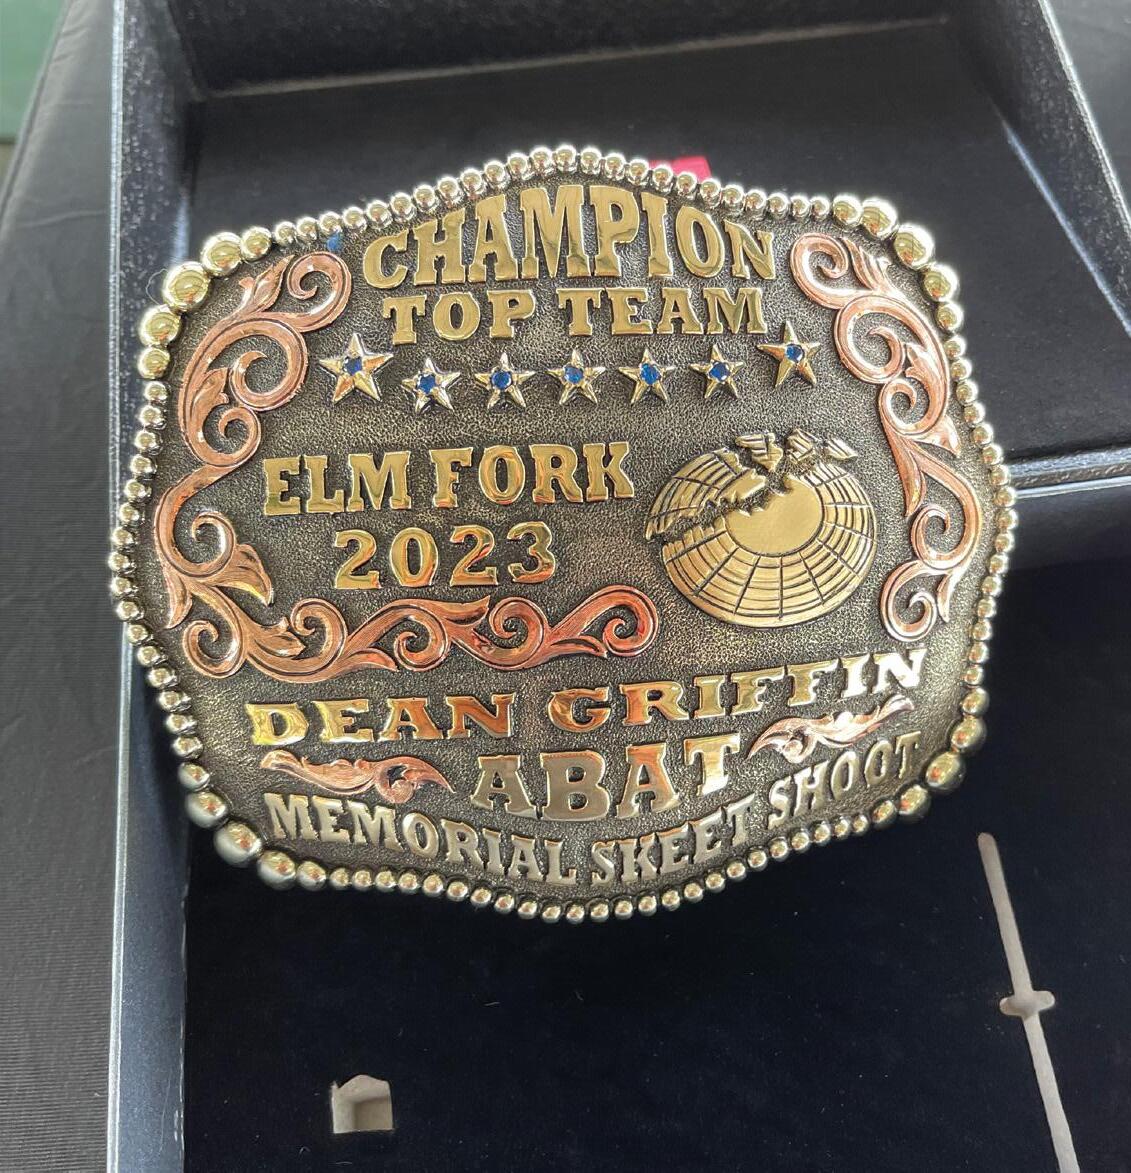 CHAMPION
TOP TEAM
ELM FORK
2023
DEAN GRIFFIN
ABAT
MEMORIAL SKEET SHOOT